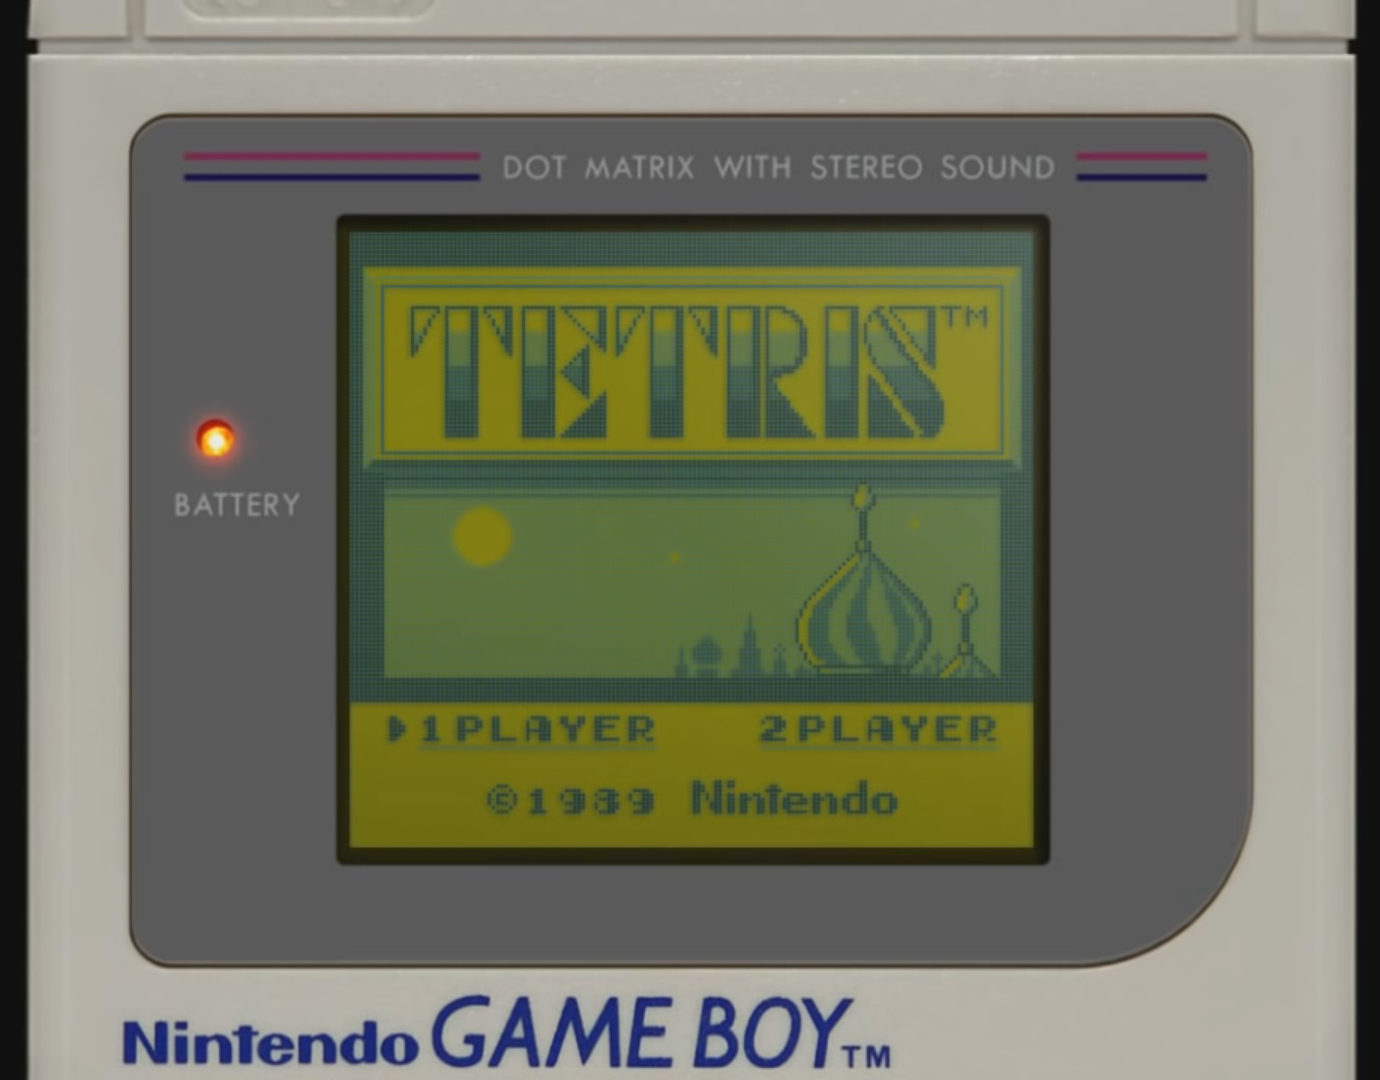 DOT MATRIX WITH STEREO SOUND
TETRIS™
BATTERY
1PLAYER 2PLAYER
©1989 Nintendo
Nintendo GAME BOY™